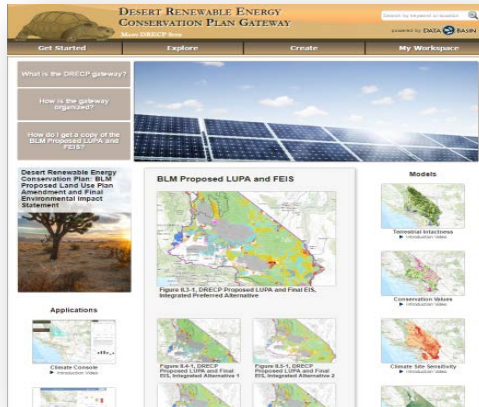 DESERT RENEWABLE ENERGY
CONSERVATION PLAN GATEWAY
MAIN DRECP SITE
Search by keyword or location
powered by DATA BASIN
Get Started
Explore
Create
My Workspace
What is the DRECP gateway?
How is the gateway
organized?
How do I get a copy of the
BLM Proposed LUPA and
FEIS?
Desert Renewable Energy
Conservation Plan: BLM
Proposed Land Use Plan
Amendment and Final
Environmental Impact
Statement
Applications
Climate Console
► Introduction Video
BLM Proposed LUPA and FEIS
Figure II.3-1, DRECP Proposed LUPA and Final EIS,
Integrated Preferred Alternative
Figure II.4-1, DRECP
Proposed LUPA and Final
EIS, Integrated Alternative 1
Figure II.5-1, DRECP
Proposed LUPA and Final
EIS, Integrated Alternative 2
Models
Terrestrial Intactness
► Introduction Video
Conservation Values
► Introduction Video
Climate Site Sensitivity
► Introduction Video